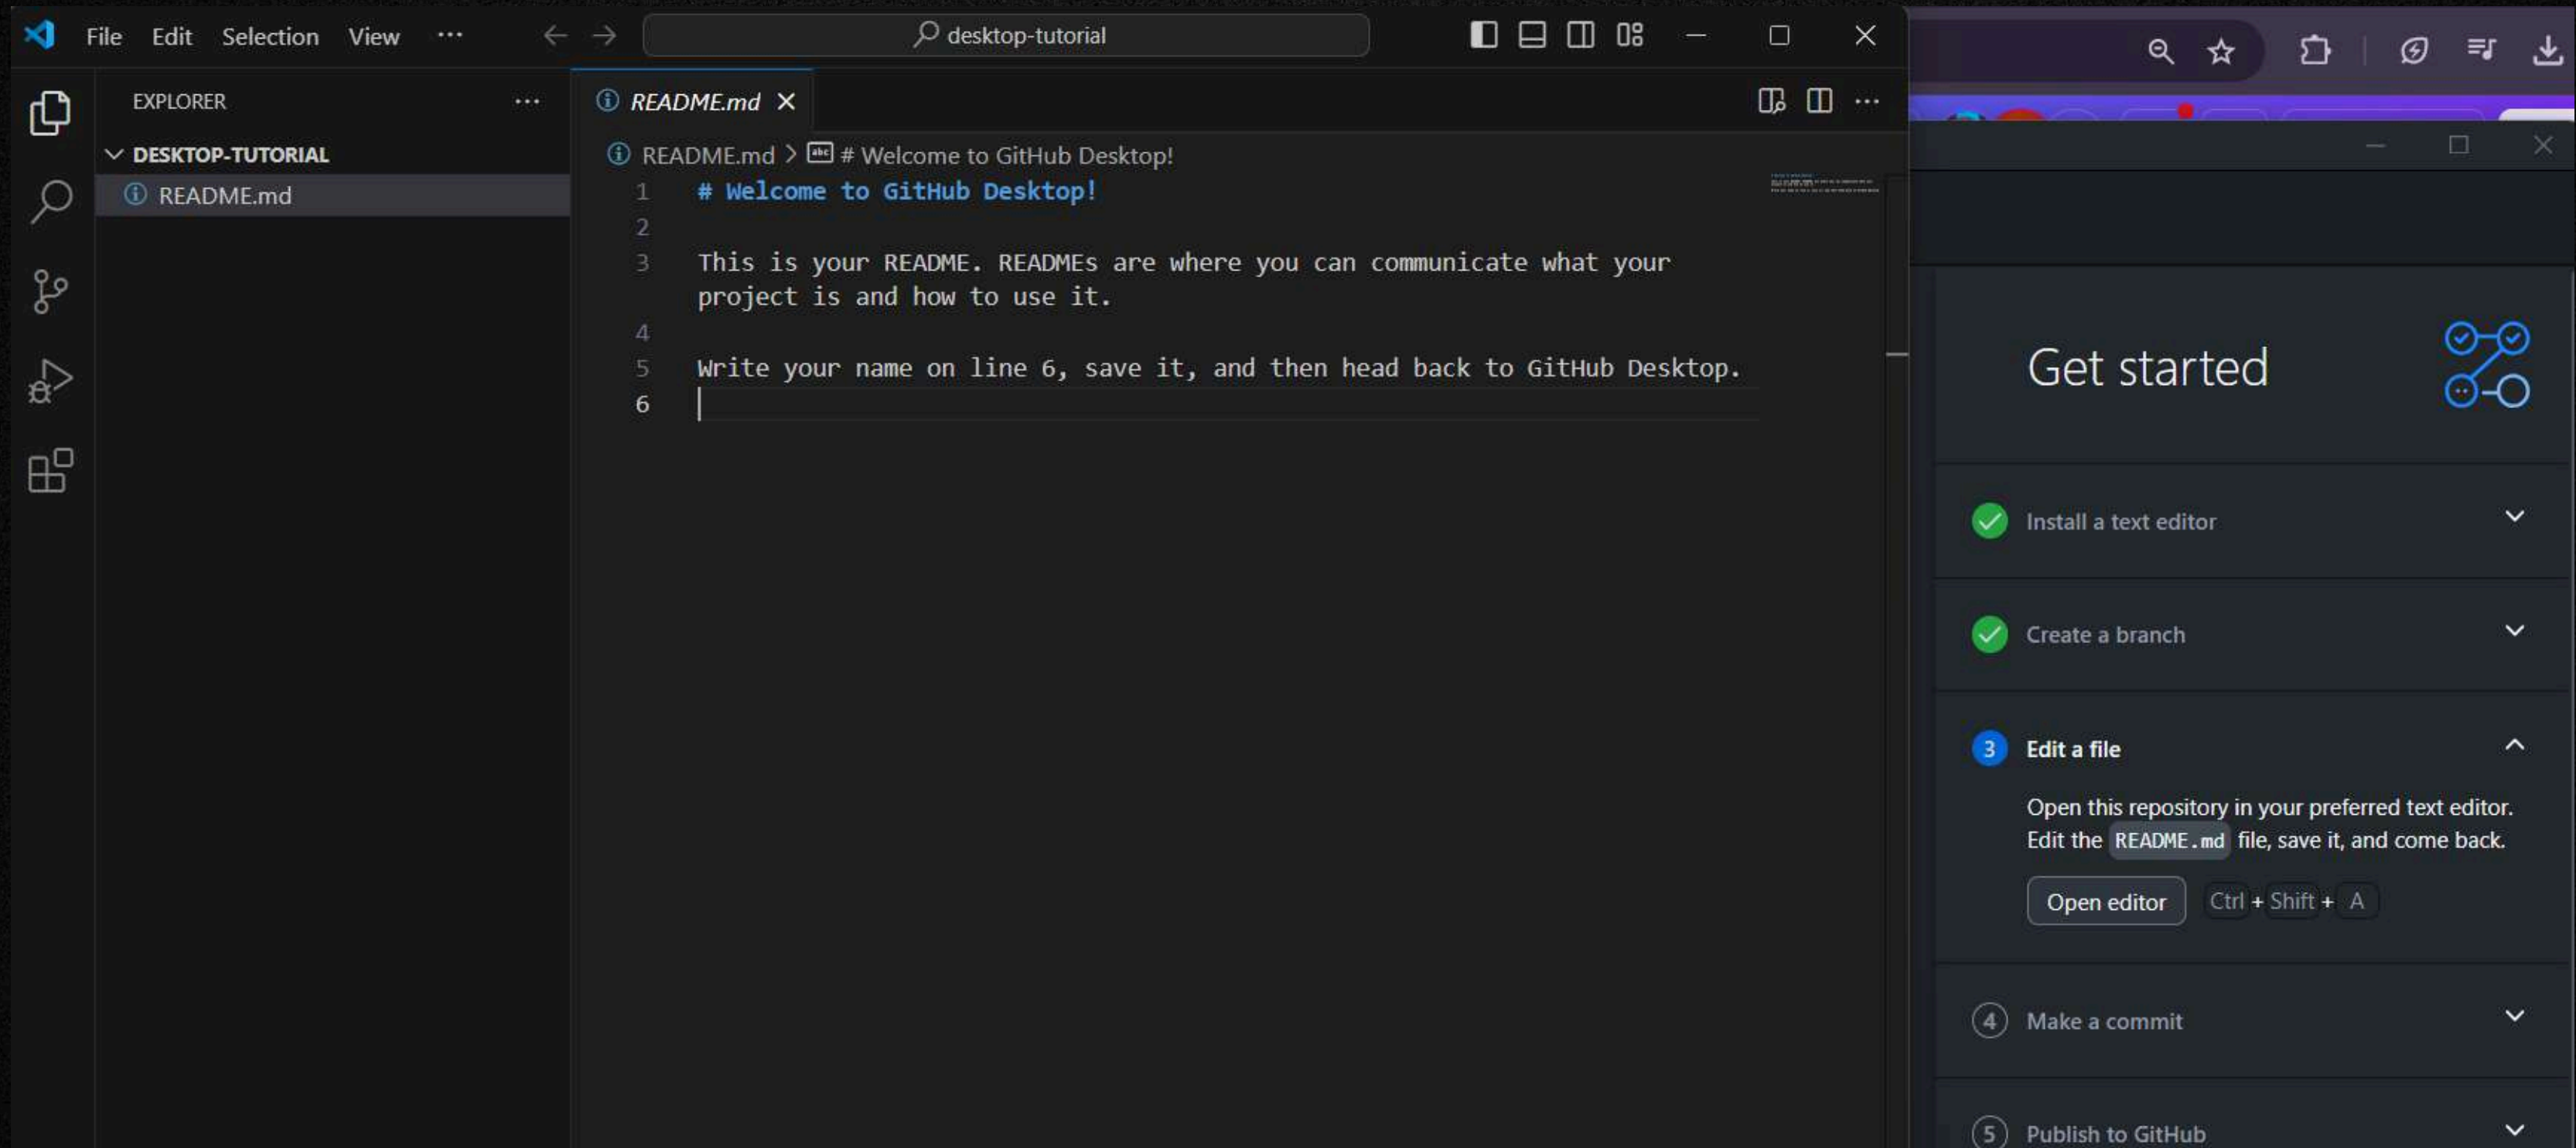 File Edit Selection View ··· desktop-tutorial
EXPLORER ···
DESKTOP-TUTORIAL
README.md
README.md
README.md > # Welcome to GitHub Desktop!
1 # Welcome to GitHub Desktop!
2
3 This is your README. READMEs are where you can communicate what your
project is and how to use it.
4
5 Write your name on line 6, save it, and then head back to GitHub Desktop.
6
Get started
Install a text editor
Create a branch
3 Edit a file
Open this repository in your preferred text editor.
Edit the README.md file, save it, and come back.
Open editor Ctrl + Shift + A
4 Make a commit
5 Publish to GitHub